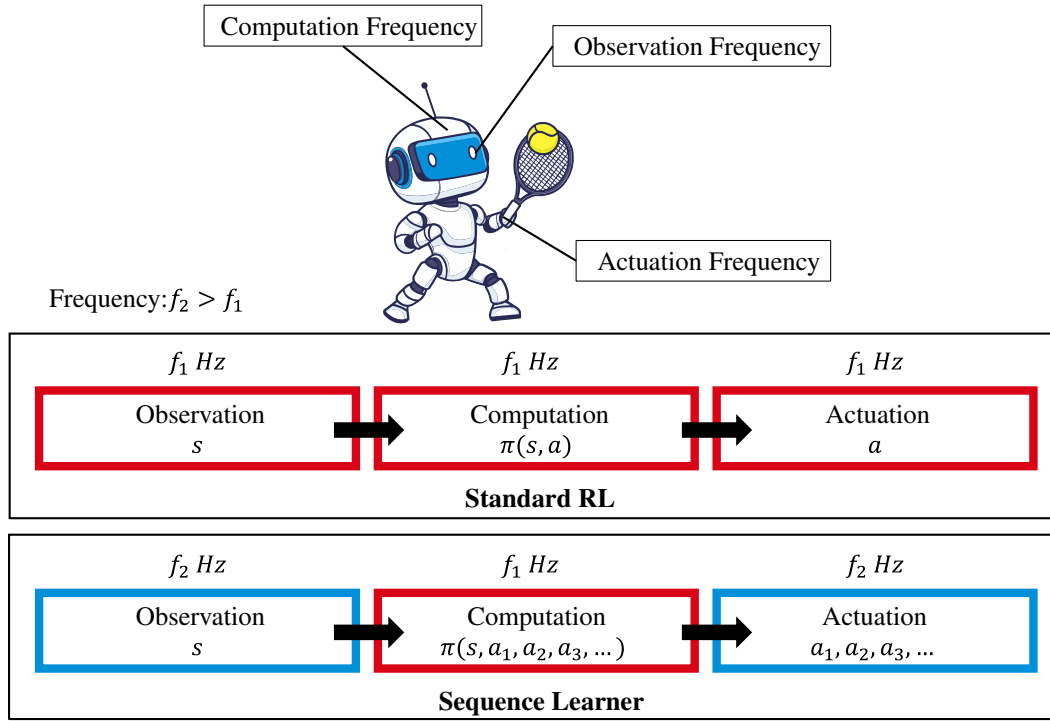 Computation Frequency
Observation Frequency
Actuation Frequency
Frequency: f₂ > f₁
f₁ Hz
f₁ Hz
f₁ Hz
Observation
s
Computation
π(s, a)
Actuation
a
Standard RL
f₂ Hz
f₁ Hz
f₂ Hz
Observation
s
Computation
π(s, a₁, a₂, a₃, … )
Actuation
a₁, a₂, a₃, …
Sequence Learner